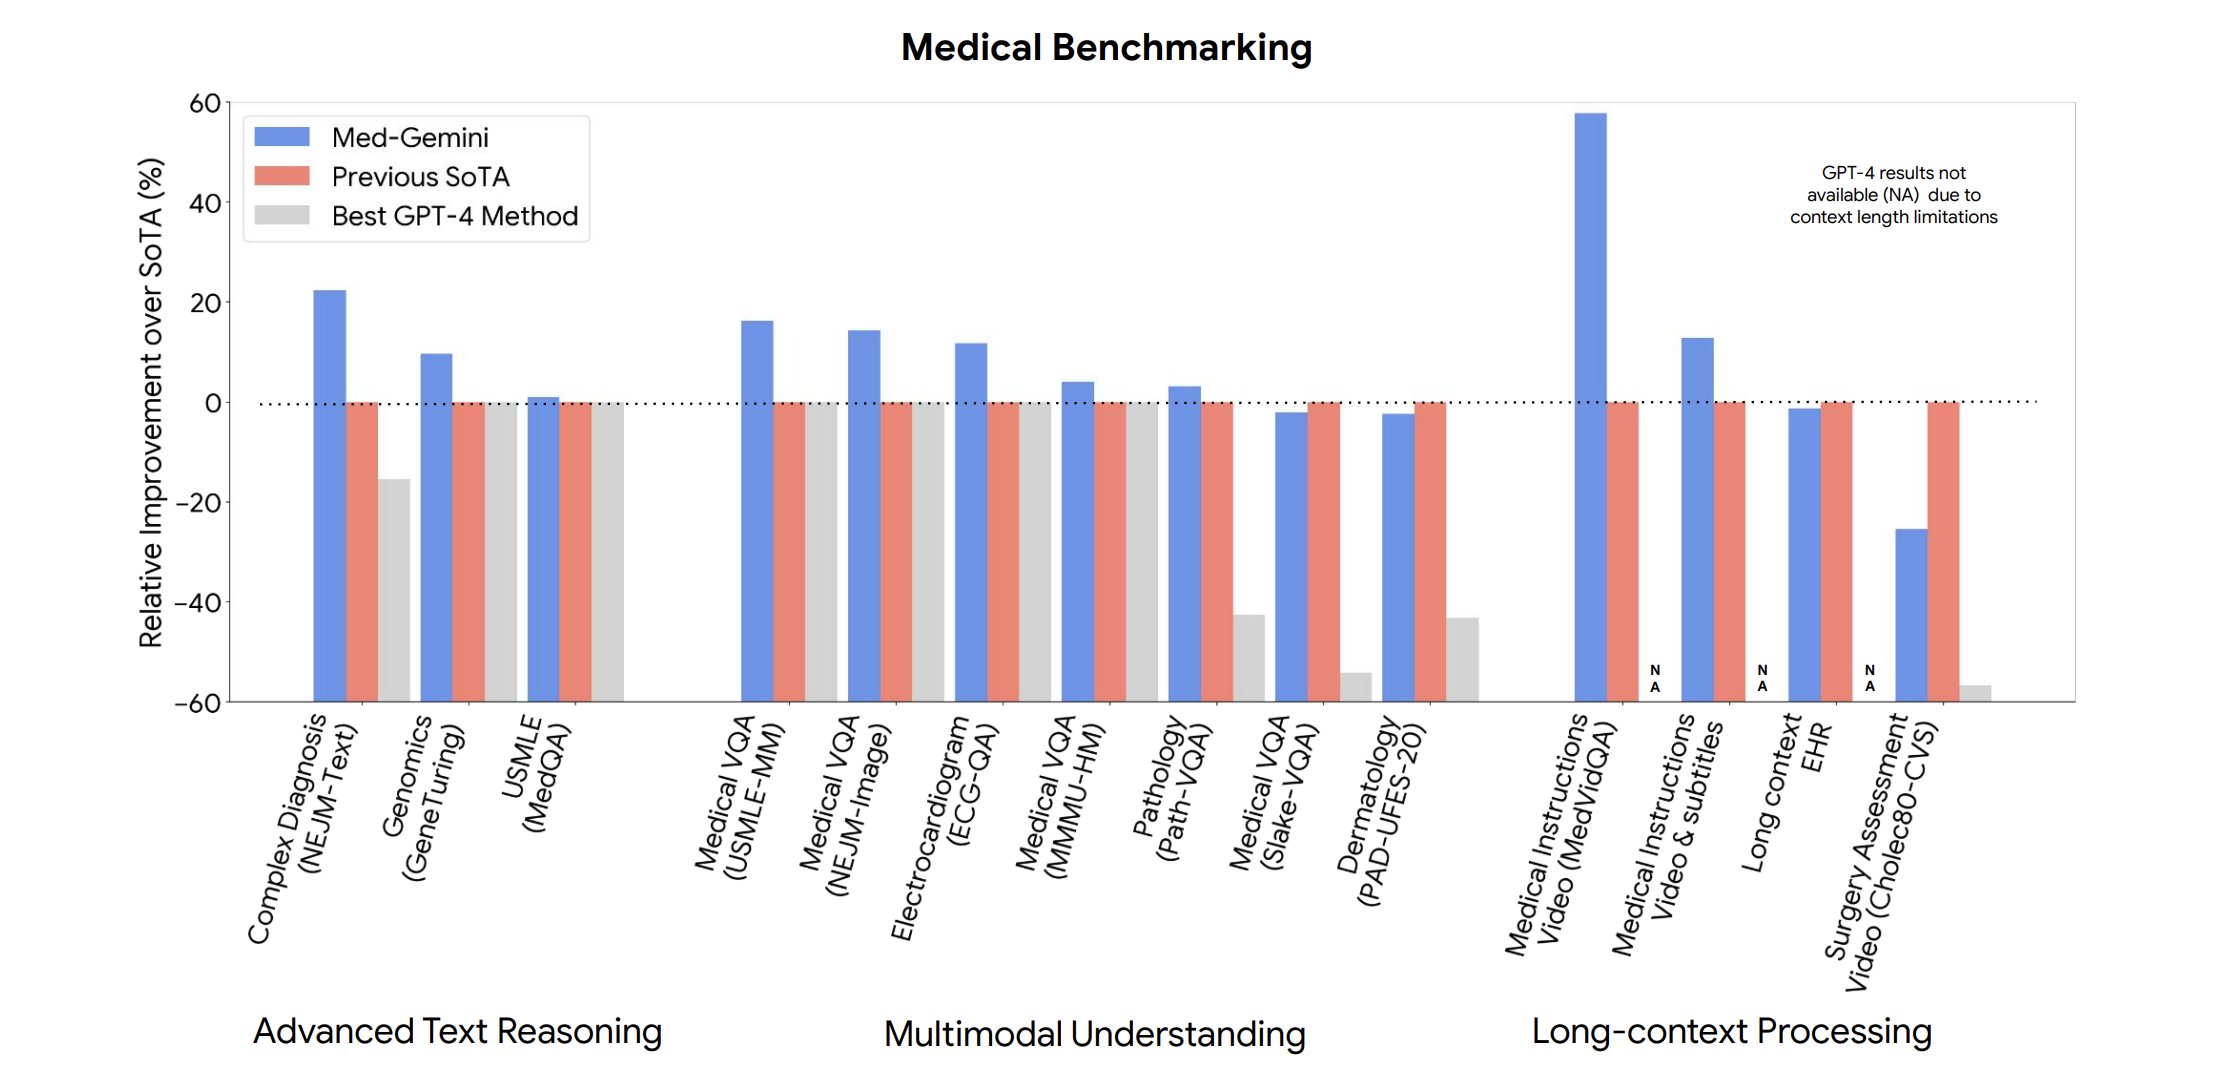 Medical Benchmarking
Relative Improvement over SoTA (%)
60
40
20
0
−20
−40
−60
Med-Gemini
Previous SoTA
Best GPT-4 Method
GPT-4 results not
available (NA) due to
context length limitations
N
A
N
A
N
A
Complex Diagnosis
(NEJM-Text)
Genomics
(GeneTuring)
USMLE
(MedQA)
Medical VQA
(USMLE-MM)
Medical VQA
(NEJM-Image)
Electrocardiogram
(ECG-QA)
Medical VQA
(MMMU-HM)
Pathology
(Path-VQA)
Medical VQA
(Slake-VQA)
Dermatology
(PAD-UFES-20)
Medical Instructions
Video (MedVidQA)
Medical Instructions
Video & subtitles
Long context
EHR
Surgery Assessment
Video (Cholec80-CVS)
Advanced Text Reasoning
Multimodal Understanding
Long-context Processing